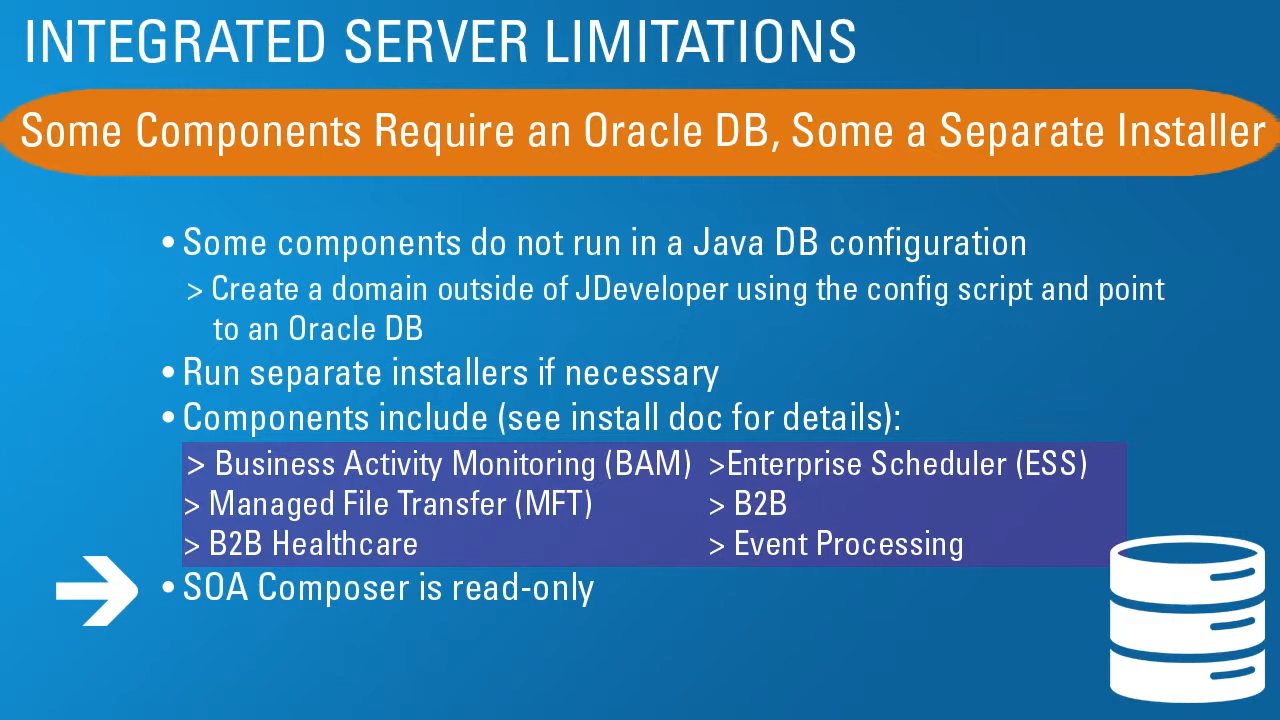 INTEGRATED SERVER LIMITATIONS
Some Components Require an Oracle DB, Some a Separate Installer
• Some components do not run in a Java DB configuration
> Create a domain outside of JDeveloper using the config script and point
to an Oracle DB
• Run separate installers if necessary
• Components include (see install doc for details):
> Business Activity Monitoring (BAM) >Enterprise Scheduler (ESS)
> Managed File Transfer (MFT) > B2B
> B2B Healthcare > Event Processing
• SOA Composer is read-only